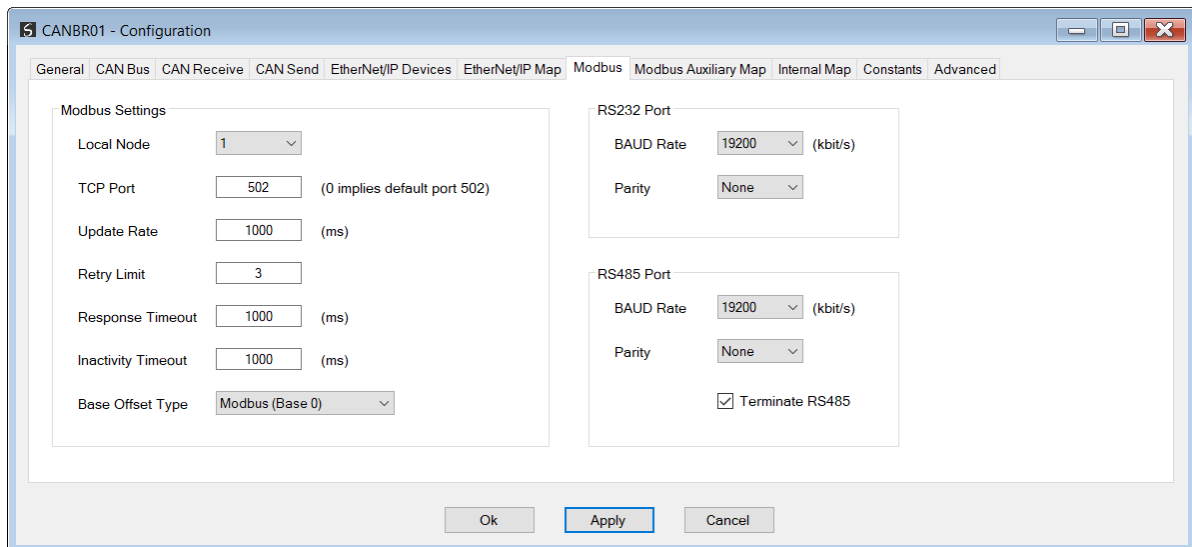 CANBR01 - Configuration
General CAN Bus CAN Receive CAN Send EtherNet/IP Devices EtherNet/IP Map Modbus Modbus Auxiliary Map Internal Map Constants Advanced
Modbus Settings
Local Node 1
TCP Port 502 (0 implies default port 502)
Update Rate 1000 (ms)
Retry Limit 3
Response Timeout 1000 (ms)
Inactivity Timeout 1000 (ms)
Base Offset Type Modbus (Base 0)
RS232 Port
BAUD Rate 19200 (kbit/s)
Parity None
RS485 Port
BAUD Rate 19200 (kbit/s)
Parity None
Terminate RS485
Ok Apply Cancel